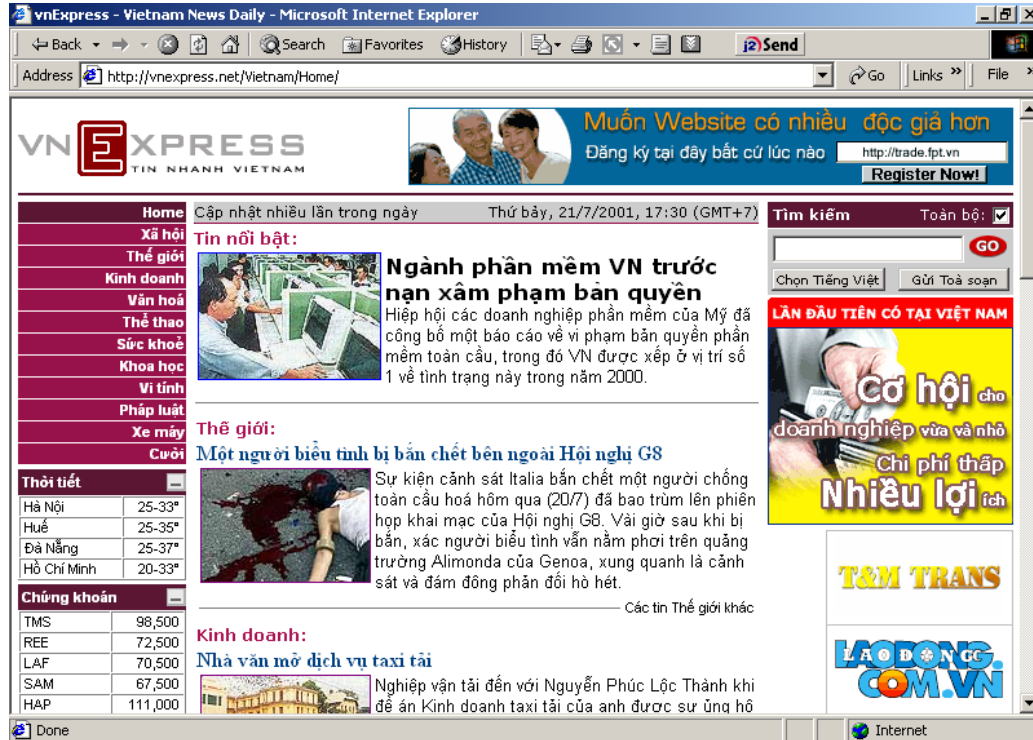 vnExpress - Vietnam News Daily - Microsoft Internet Explorer
Back Search Favorites History j2 Send
Address http://vnexpress.net/Vietnam/Home/ Go Links » File »
VNEXPRESS
TIN NHANH VIETNAM
Muốn Website có nhiều độc giả hơn
Đăng ký tại đây bất cứ lúc nào http://trade.fpt.vn
Register Now!
Home
Xã hội
Thế giới
Kinh doanh
Văn hoá
Thể thao
Sức khoẻ
Khoa học
Vi tính
Pháp luật
Xe máy
Cười
Thời tiết
Hà Nội 25-33°
Huế 25-35°
Đà Nẵng 25-37°
Hồ Chí Minh 20-33°
Chứng khoán
TMS 98,500
REE 72,500
LAF 70,500
SAM 67,500
HAP 111,000
Cập nhật nhiều lần trong ngày Thứ bảy, 21/7/2001, 17:30 (GMT+7)
Tin nổi bật:
Ngành phần mềm VN trước
nạn xâm phạm bản quyền
Hiệp hội các doanh nghiệp phần mềm của Mỹ đã
công bố một báo cáo về vi phạm bản quyền phần
mềm toàn cầu, trong đó VN được xếp ở vị trí số
1 về tình trạng này trong năm 2000.
Thế giới:
Một người biểu tình bị bắn chết bên ngoài Hội nghị G8
Sự kiện cảnh sát Italia bắn chết một người chống
toàn cầu hoá hôm qua (20/7) đã bao trùm lên phiên
họp khai mạc của Hội nghị G8. Vài giờ sau khi bị
bắn, xác người biểu tình vẫn nằm phơi trên quảng
trường Alimonda của Genoa, xung quanh là cảnh
sát và đám đông phản đối hò hét.
Các tin Thế giới khác
Kinh doanh:
Nhà văn mở dịch vụ taxi tải
Nghiệp vận tải đến với Nguyễn Phúc Lộc Thành khi
đề án Kinh doanh taxi tải của anh được sự ủng hộ
Tìm kiếm Toàn bộ:
GO
Chọn Tiếng Việt Gửi Toà soạn
LẦN ĐẦU TIÊN CÓ TẠI VIỆT NAM
Cơ hội cho
doanh nghiệp vừa và nhỏ
Chi phí thấp
Nhiều lợi ích
T&M TRANS
LAODONG.
COM.VN
Done Internet